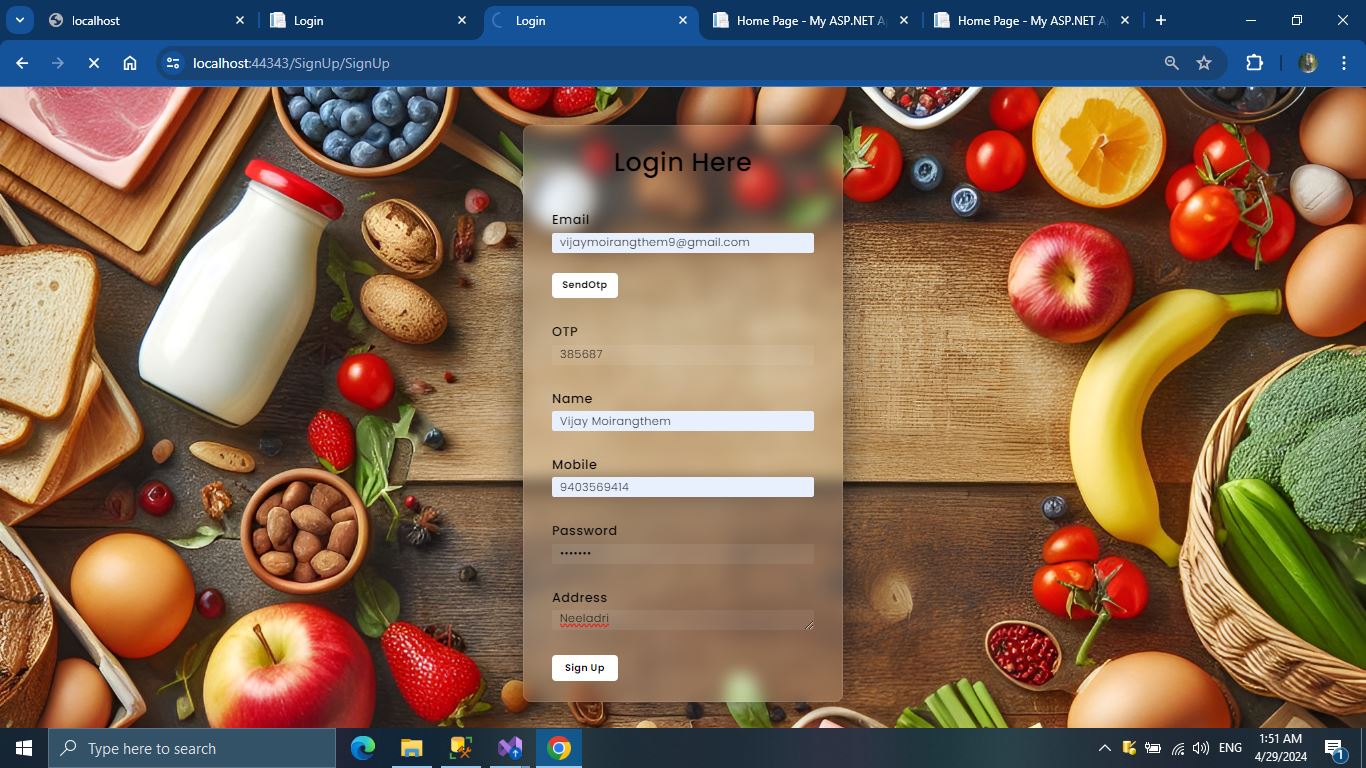 localhost
Login
Login
Home Page - My ASP.NET A
Home Page - My ASP.NET A
localhost:44343/SignUp/SignUp
Login Here
Email
vijaymoirangthem9@gmail.com
SendOtp
OTP
385687
Name
Vijay Moirangthem
Mobile
9403569414
Password
•••••••
Address
Neeladri
Sign Up
Type here to search
ENG
1:51 AM
4/29/2024
1